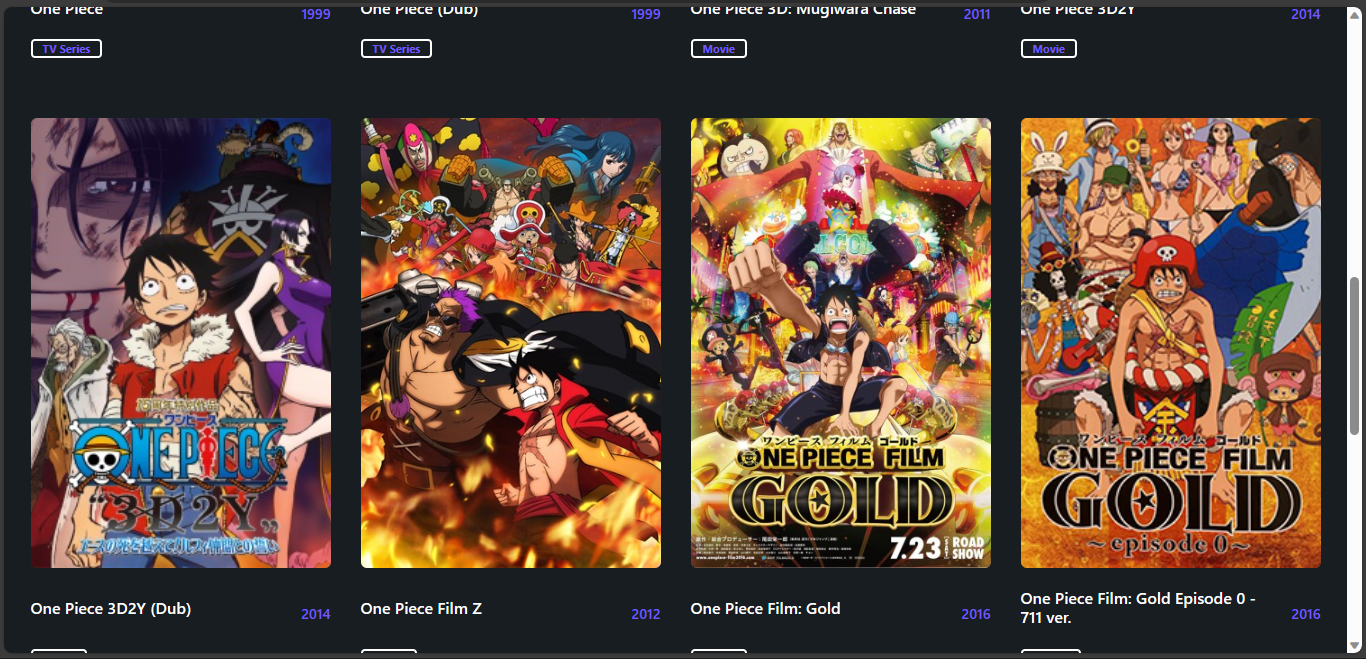 One Piece
1999
One Piece (Dub)
1999
One Piece 3D: Mugiwara Chase
2011
One Piece 3D2Y
2014
TV Series
TV Series
Movie
Movie
ワンピース
ONE PIECE
"3D2Y"
エースの死を越えて!ルフィ仲間との誓い
ワンピース フィルム ゴールド
ONE PIECE FILM
GOLD
7.23
ROAD
SHOW
ワンピース フィルム ゴールド
ONE PIECE FILM
GOLD
~episode 0~
One Piece 3D2Y (Dub)
2014
One Piece Film Z
2012
One Piece Film: Gold
2016
One Piece Film: Gold Episode 0 -
711 ver.
2016